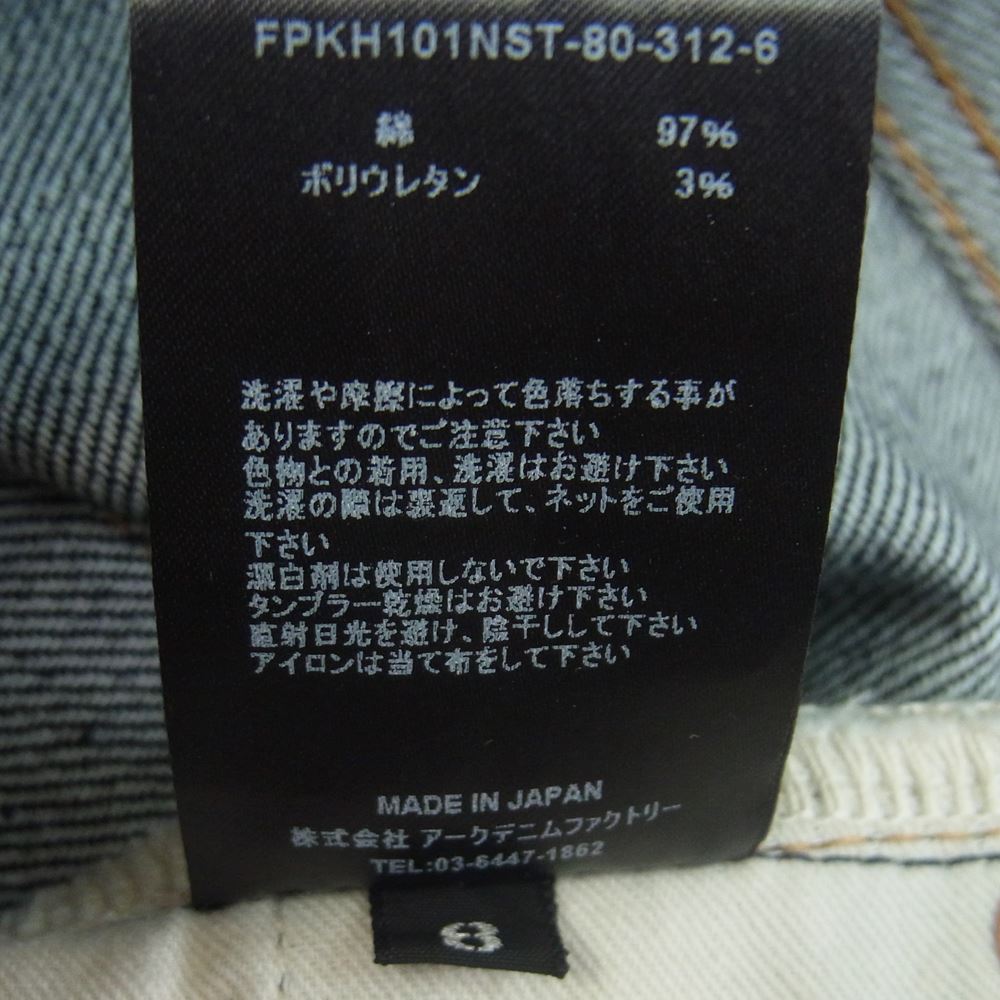 FPKH101NST-80-312-6
綿 97%
ポリウレタン 3%
洗濯や摩擦によって色落ちする事が
ありますのでご注意下さい
色物との着用、洗濯はお避け下さい
洗濯の際は裏返して、ネットをご使用
下さい
漂白剤は使用しないで下さい
タンブラー乾燥はお避け下さい
直射日光を避け、陰干しして下さい
アイロンは当て布をして下さい
MADE IN JAPAN
株式会社 アークデニムファクトリー
TEL:03-6447-1862
8